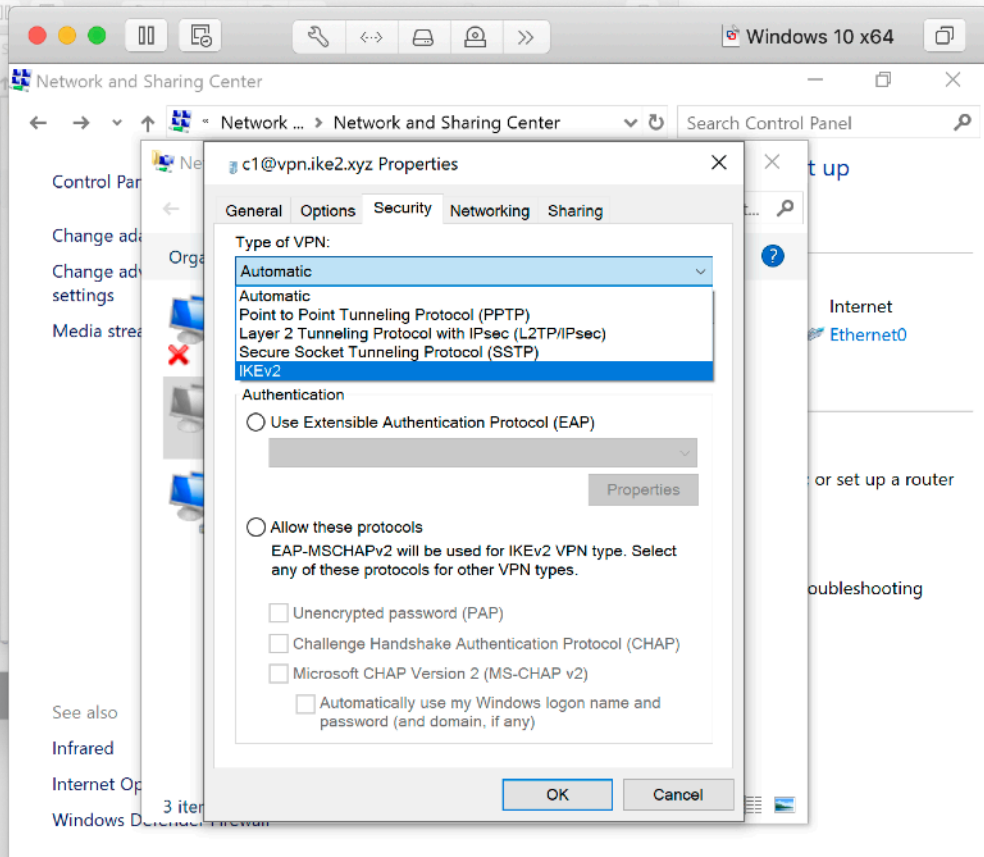 Windows 10 x64
Network and Sharing Center
« Network ... > Network and Sharing Center
Search Control Panel
c1@vpn.ike2.xyz Properties
t up
General Options Security Networking Sharing
Type of VPN:
Automatic
Automatic
Point to Point Tunneling Protocol (PPTP)
Layer 2 Tunneling Protocol with IPsec (L2TP/IPsec)
Secure Socket Tunneling Protocol (SSTP)
IKEv2
Authentication
Use Extensible Authentication Protocol (EAP)
Properties
Allow these protocols
EAP-MSCHAPv2 will be used for IKEv2 VPN type. Select
any of these protocols for other VPN types.
Unencrypted password (PAP)
Challenge Handshake Authentication Protocol (CHAP)
Microsoft CHAP Version 2 (MS-CHAP v2)
Automatically use my Windows logon name and
password (and domain, if any)
OK Cancel
Control Par
Change ada
Change adv
settings
Media strea
Ne
Orga
t...
Internet
Ethernet0
or set up a router
oubleshooting
See also
Infrared
Internet Op
Windows Defender Firewall
3 iter